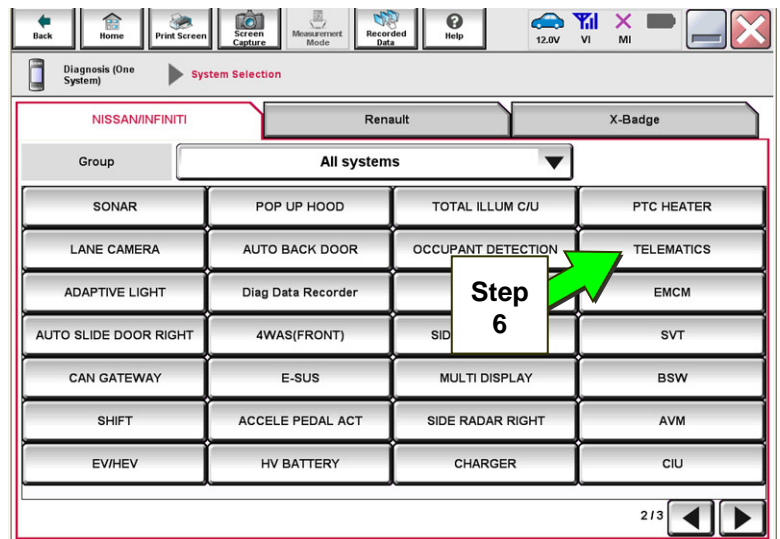 Back
Home
Print Screen
Screen
Capture
Measurement
Mode
Recorded
Data
Help
12.0V
VI
MI
Diagnosis (One
System)
System Selection
NISSAN/INFINITI
Renault
X-Badge
Group
All systems
SONAR
POP UP HOOD
TOTAL ILLUM C/U
PTC HEATER
LANE CAMERA
AUTO BACK DOOR
OCCUPANT DETECTION
TELEMATICS
ADAPTIVE LIGHT
Diag Data Recorder
EMCM
Step
6
AUTO SLIDE DOOR RIGHT
4WAS(FRONT)
SID
SVT
CAN GATEWAY
E-SUS
MULTI DISPLAY
BSW
SHIFT
ACCELE PEDAL ACT
SIDE RADAR RIGHT
AVM
EV/HEV
HV BATTERY
CHARGER
CIU
2/3